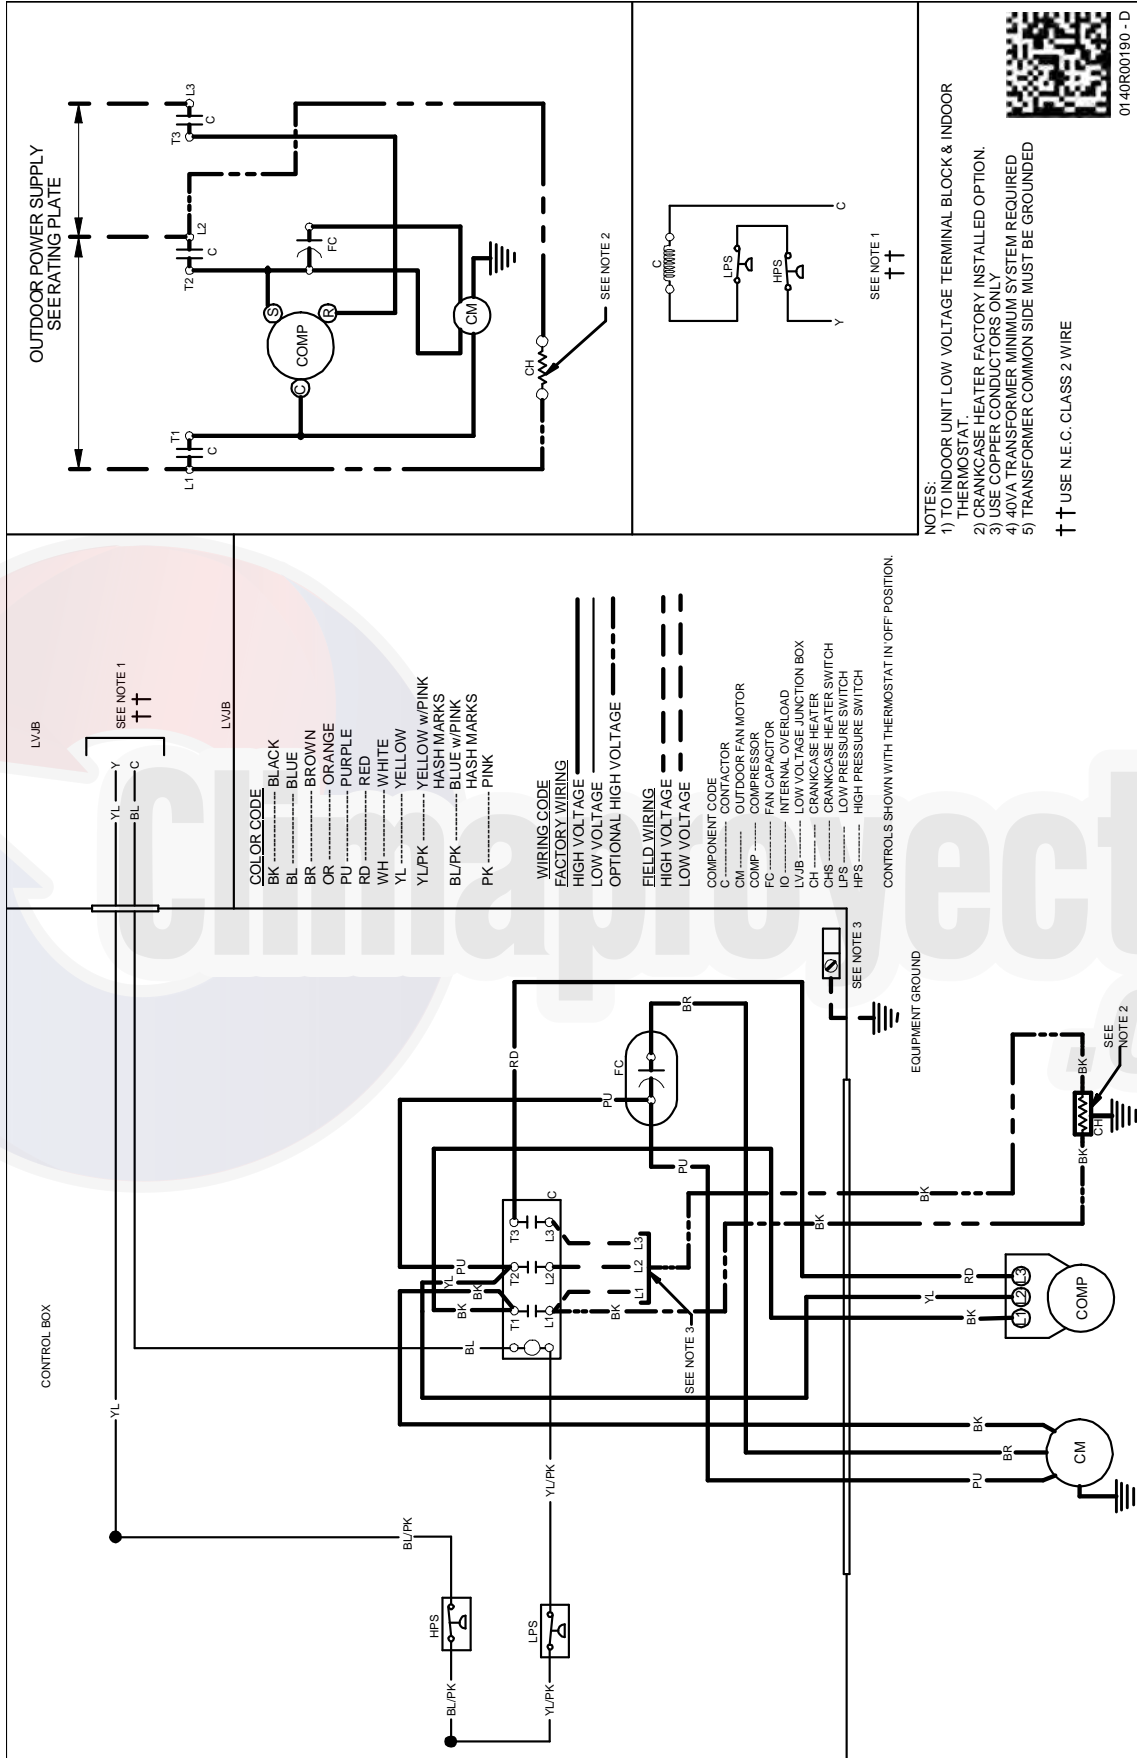 CONTROL BOX
LVJB
YL
YL
Y
BL
C
SEE NOTE 1
††
LVJB
BL/PK
HPS
BL/PK
LPS
YL/PK
YL/PK
BL
BK
YL
BK
PU
T1
T2
T3
L1
L2
L3
C
BK
L1
L2
L3
SEE NOTE 3
RD
PU
FC
BR
PU
SEE NOTE 3
EQUIPMENT GROUND
BK
BK
BK
CH
BK
SEE
NOTE 2
PU
BR
BK
CM
BK
YL
RD
L1
L2
L3
COMP
COLOR CODE
BK ---------- BLACK
BL ---------- BLUE
BR ---------- BROWN
OR ---------- ORANGE
PU ---------- PURPLE
RD ---------- RED
WH ---------- WHITE
YL ---------- YELLOW
YL/PK ---------- YELLOW w/PINK
HASH MARKS
BL/PK ---------- BLUE w/PINK
HASH MARKS
PK ---------- PINK
WIRING CODE
FACTORY WIRING
HIGH VOLTAGE
LOW VOLTAGE
OPTIONAL HIGH VOLTAGE
FIELD WIRING
HIGH VOLTAGE
LOW VOLTAGE
COMPONENT CODE
C ---------- CONTACTOR
CM ---------- OUTDOOR FAN MOTOR
COMP ---------- COMPRESSOR
FC ---------- FAN CAPACITOR
IO ---------- INTERNAL OVERLOAD
LVJB ---------- LOW VOLTAGE JUNCTION BOX
CH ---------- CRANKCASE HEATER
CHS ---------- CRANKCASE HEATER SWITCH
LPS ---------- LOW PRESSURE SWITCH
HPS ---------- HIGH PRESSURE SWITCH
CONTROLS SHOWN WITH THERMOSTAT IN 'OFF' POSITION.
OUTDOOR POWER SUPPLY
SEE RATING PLATE
L1
C
T1
T2
C
L2
T3
C
L3
S
C
COMP
R
FC
CM
CH
SEE NOTE 2
C
LPS
HPS
Y
C
SEE NOTE 1
††
NOTES:
1) TO INDOOR UNIT LOW VOLTAGE TERMINAL BLOCK & INDOOR
THERMOSTAT.
2) CRANKCASE HEATER FACTORY INSTALLED OPTION.
3) USE COPPER CONDUCTORS ONLY
4) 40VA TRANSFORMER MINIMUM SYSTEM REQUIRED
5) TRANSFORMER COMMON SIDE MUST BE GROUNDED
†† USE N.E.C. CLASS 2 WIRE
0140R00190 - D
Climaproyect